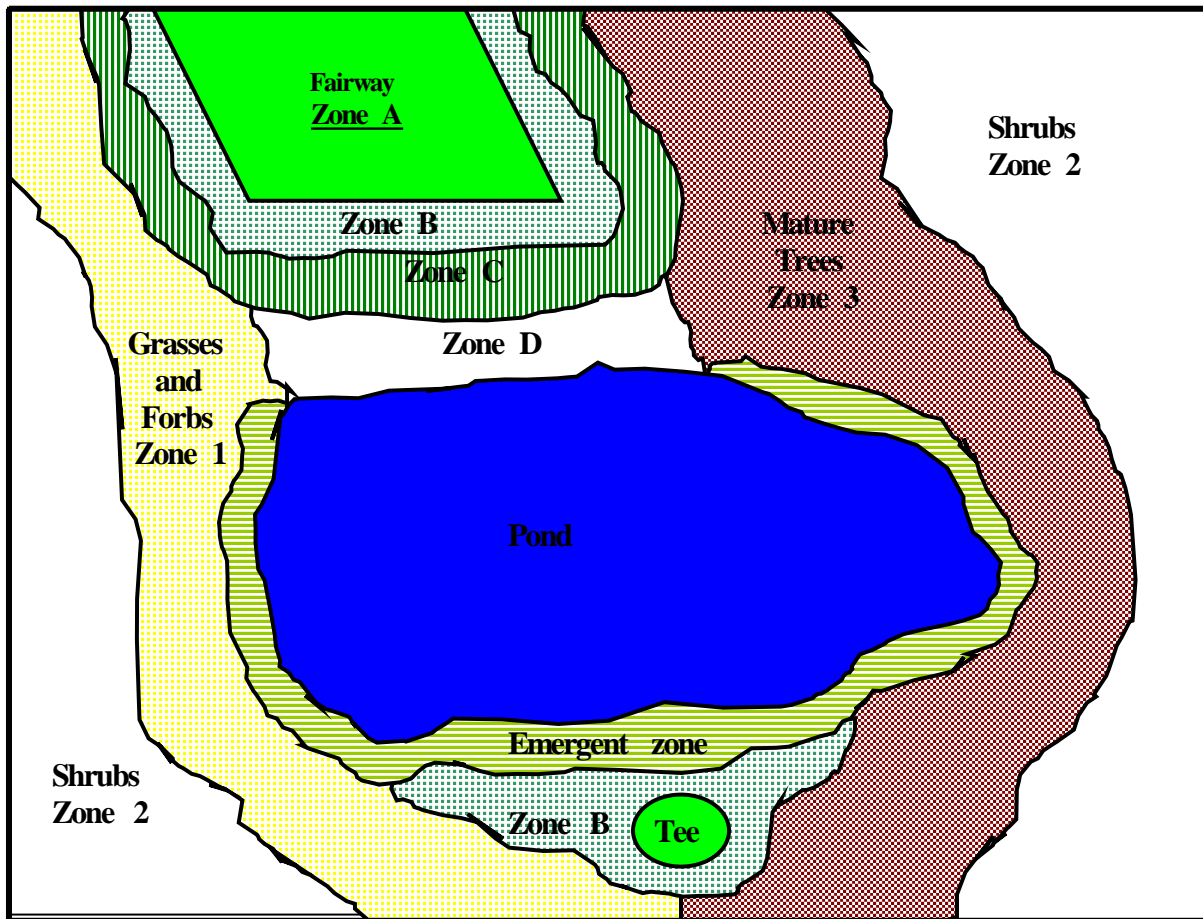 Fairway
Zone A
Shrubs
Zone 2
Zone B
Mature
Trees
Zone 3
Zone C
Zone D
Grasses
and
Forbs
Zone 1
Pond
Emergent zone
Shrubs
Zone 2
Zone B
Tee